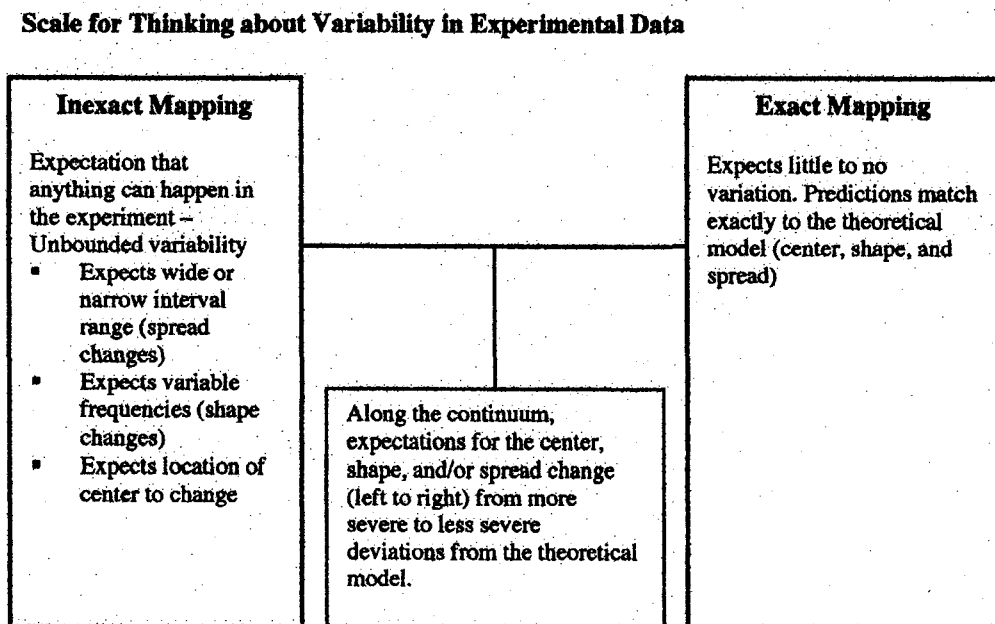 Scale for Thinking about Variability in Experimental Data
Inexact Mapping
Expectation that
anything can happen in
the experiment –
Unbounded variability
▪ Expects wide or
narrow interval
range (spread
changes)
▪ Expects variable
frequencies (shape
changes)
▪ Expects location of
center to change
Along the continuum,
expectations for the center,
shape, and/or spread change
(left to right) from more
severe to less severe
deviations from the theoretical
model.
Exact Mapping
Expects little to no
variation. Predictions match
exactly to the theoretical
model (center, shape, and
spread)